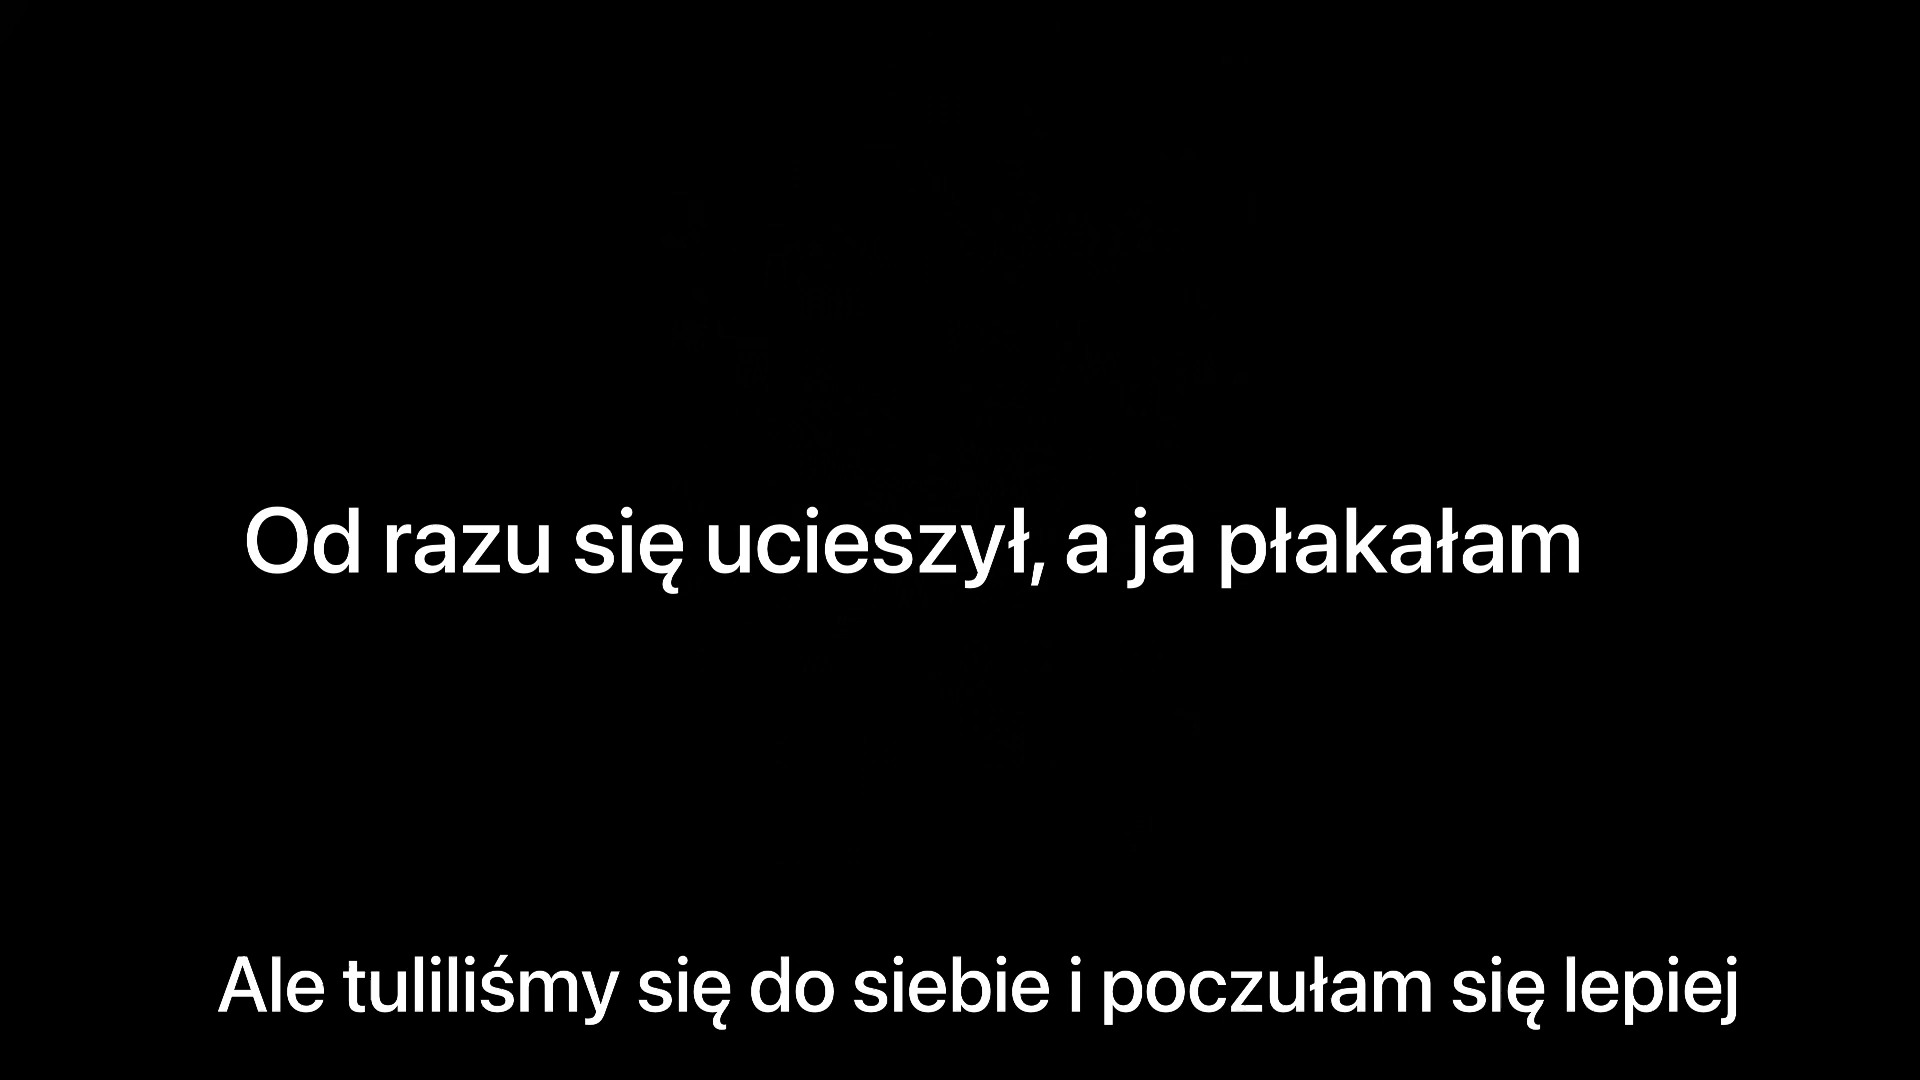 Od razu się ucieszył, a ja płakałam
Ale tuliliśmy się do siebie i poczułam się lepiej